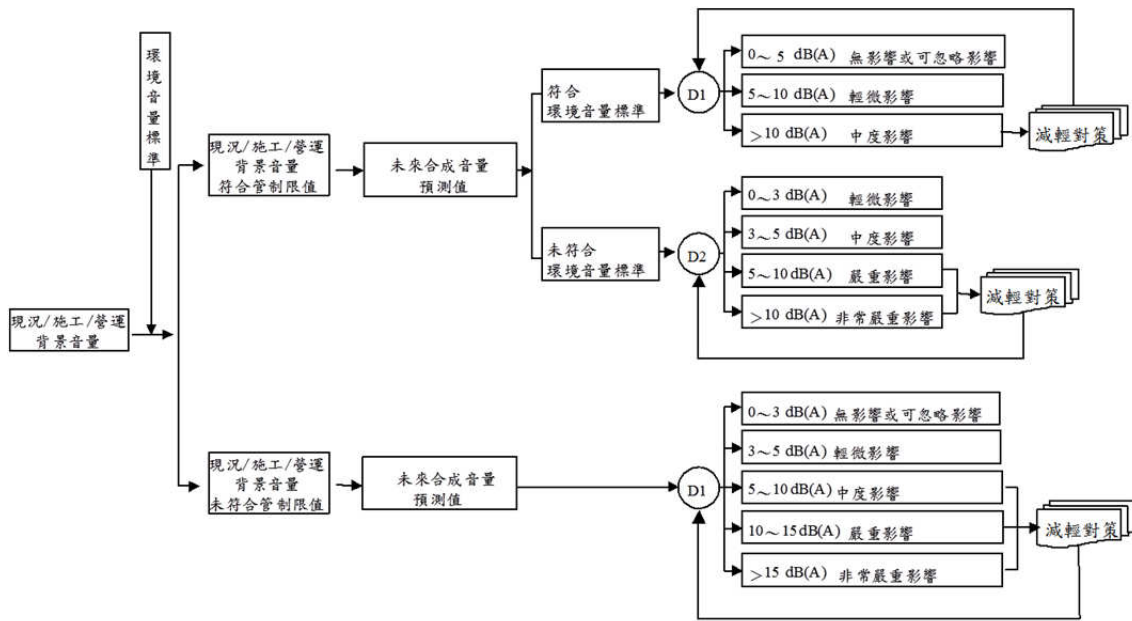 環
境
音
量
標
準
現況/施工/營運
背景音量
現況/施工/營運
背景音量
符合管制限值
未來合成音量
預測值
符合
環境音量標準
D1
0～5 dB(A) 無影響或可忽略影響
5～10 dB(A) 輕微影響
>10 dB(A) 中度影響
減輕對策
未符合
環境音量標準
D2
0～3 dB(A) 輕微影響
3～5 dB(A) 中度影響
5～10 dB(A) 嚴重影響
>10 dB(A) 非常嚴重影響
減輕對策
現況/施工/營運
背景音量
未符合管制限值
未來合成音量
預測值
D1
0～3 dB(A) 無影響或可忽略影響
3～5 dB(A) 輕微影響
5～10 dB(A) 中度影響
10～15 dB(A) 嚴重影響
>15 dB(A) 非常嚴重影響
減輕對策